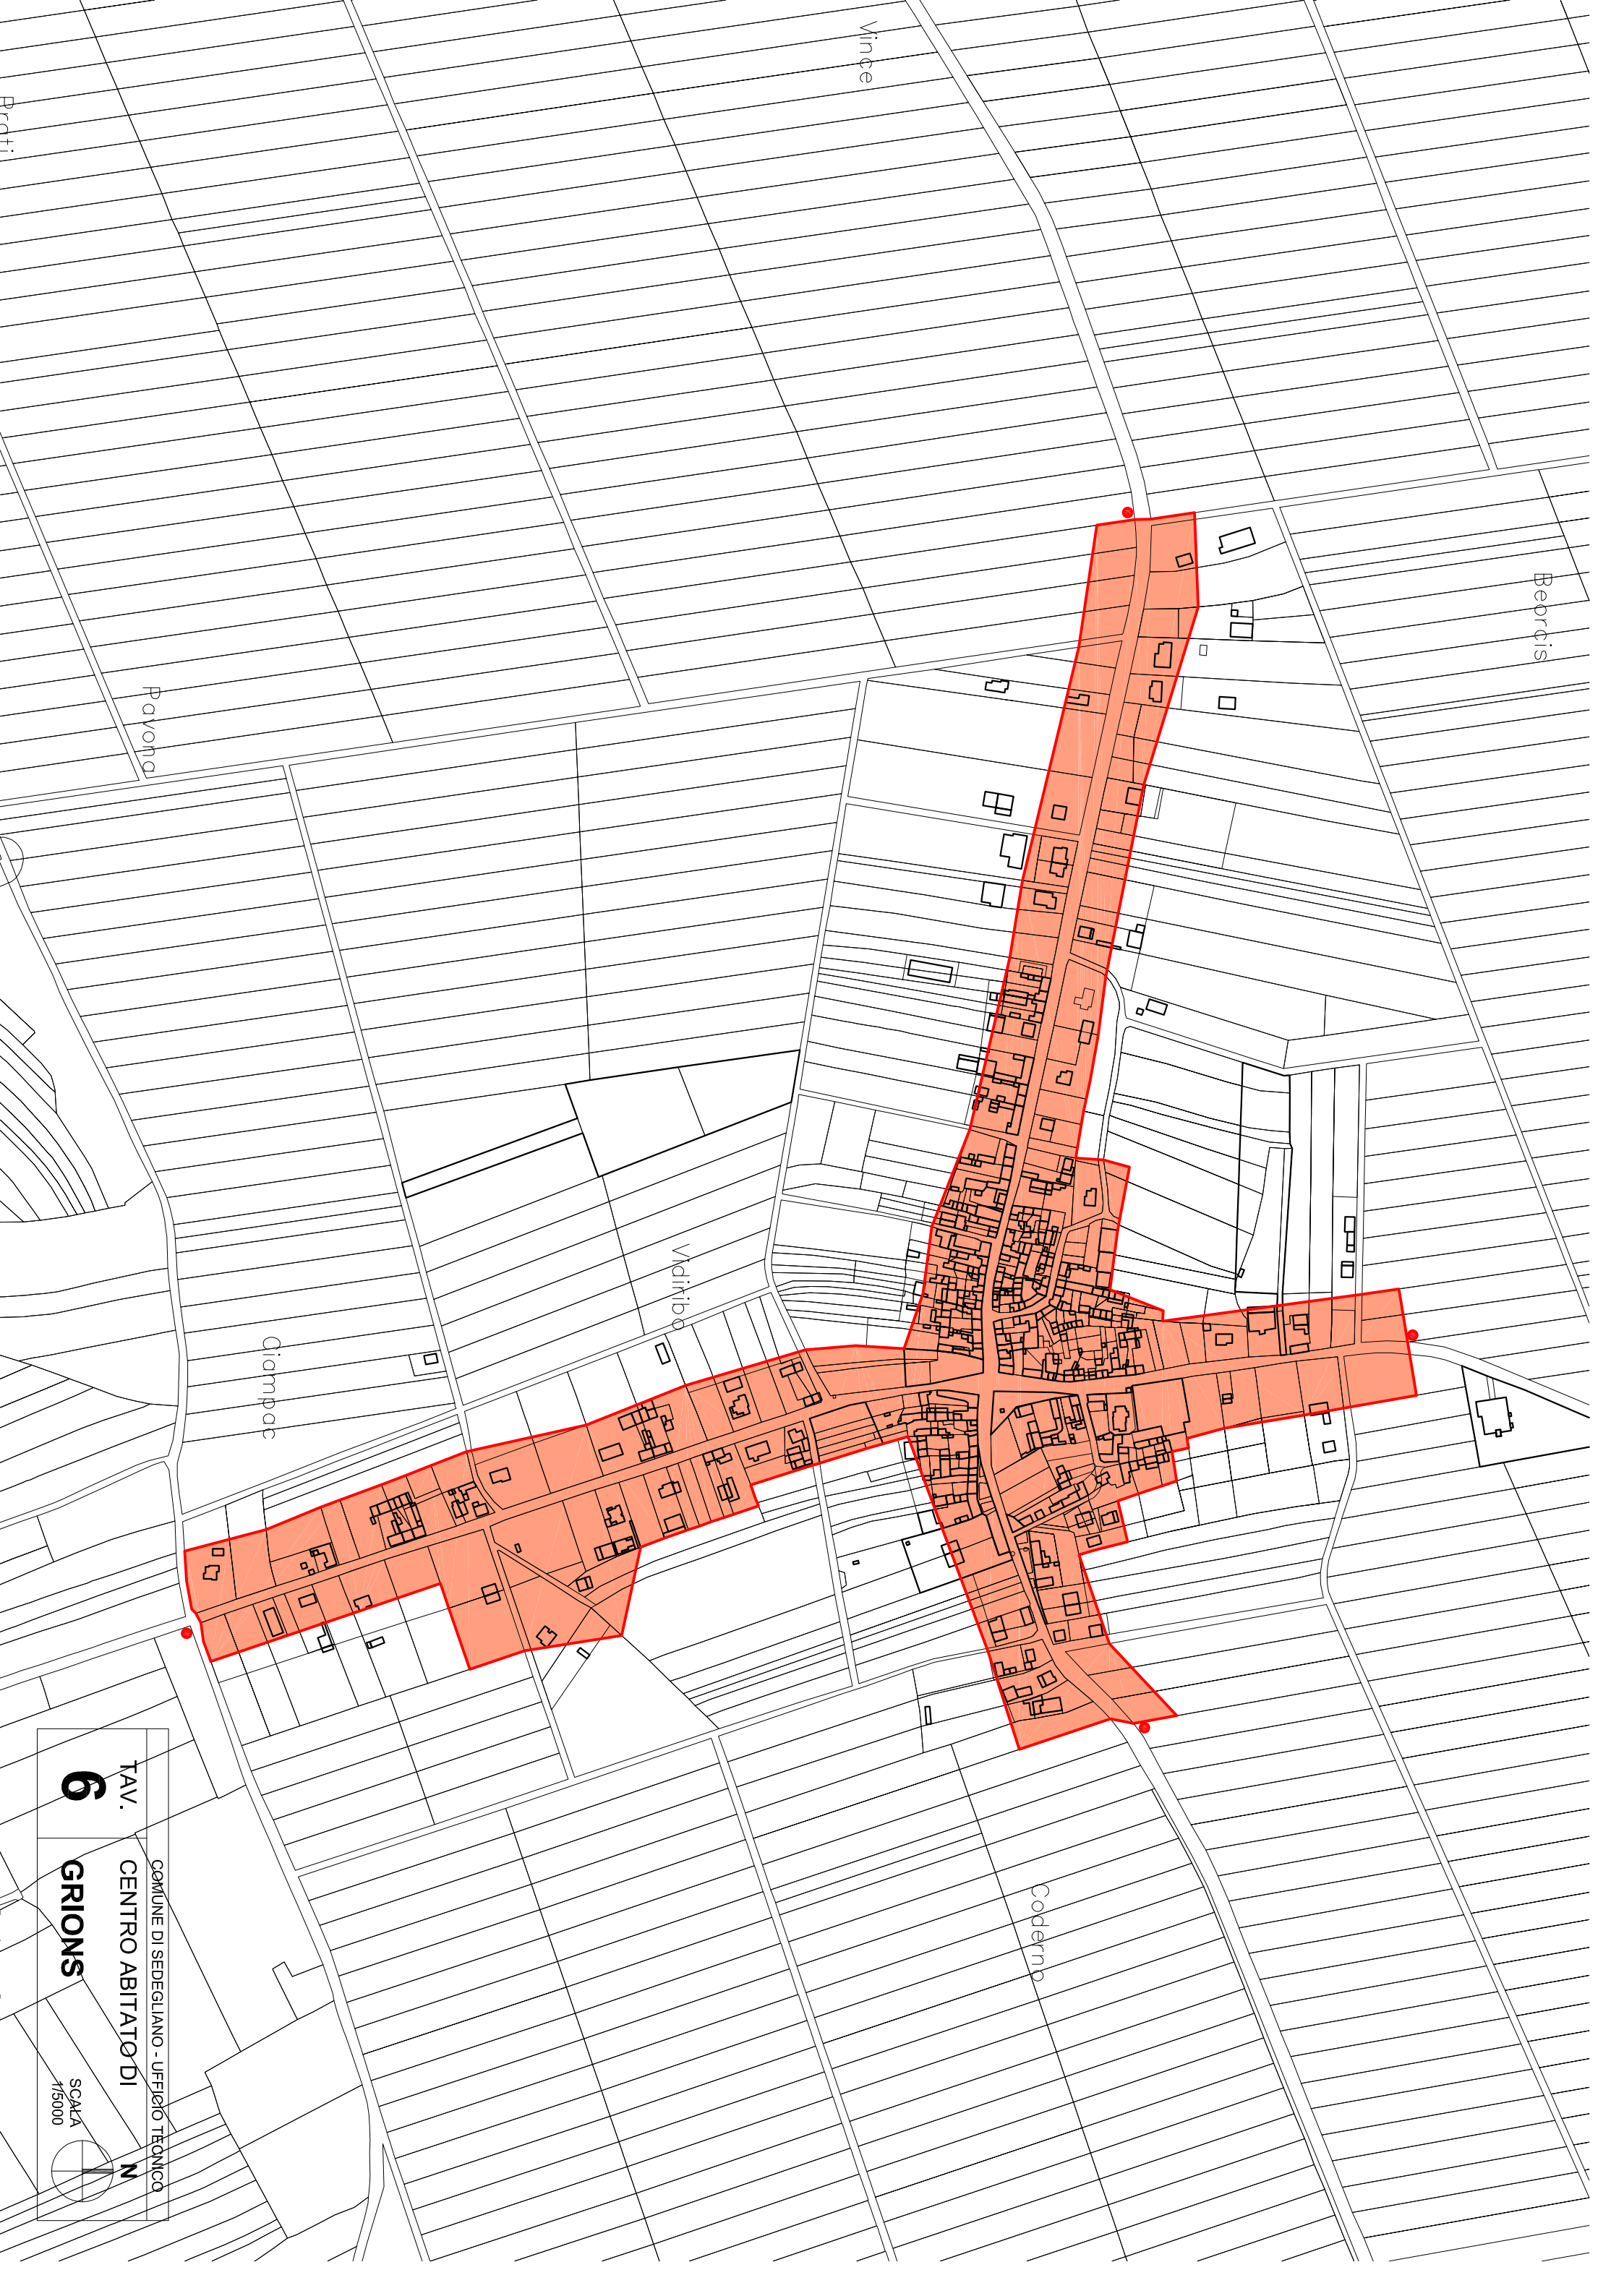 Beorcis
Vince
Coderno
Vidiribo
Ciampac
Pavona
Prati
COMUNE DI SEDEGLIANO - UFFICIO TECNICO
TAV.
6
CENTRO ABITATO DI
GRIONS
SCALA
1/5000
N